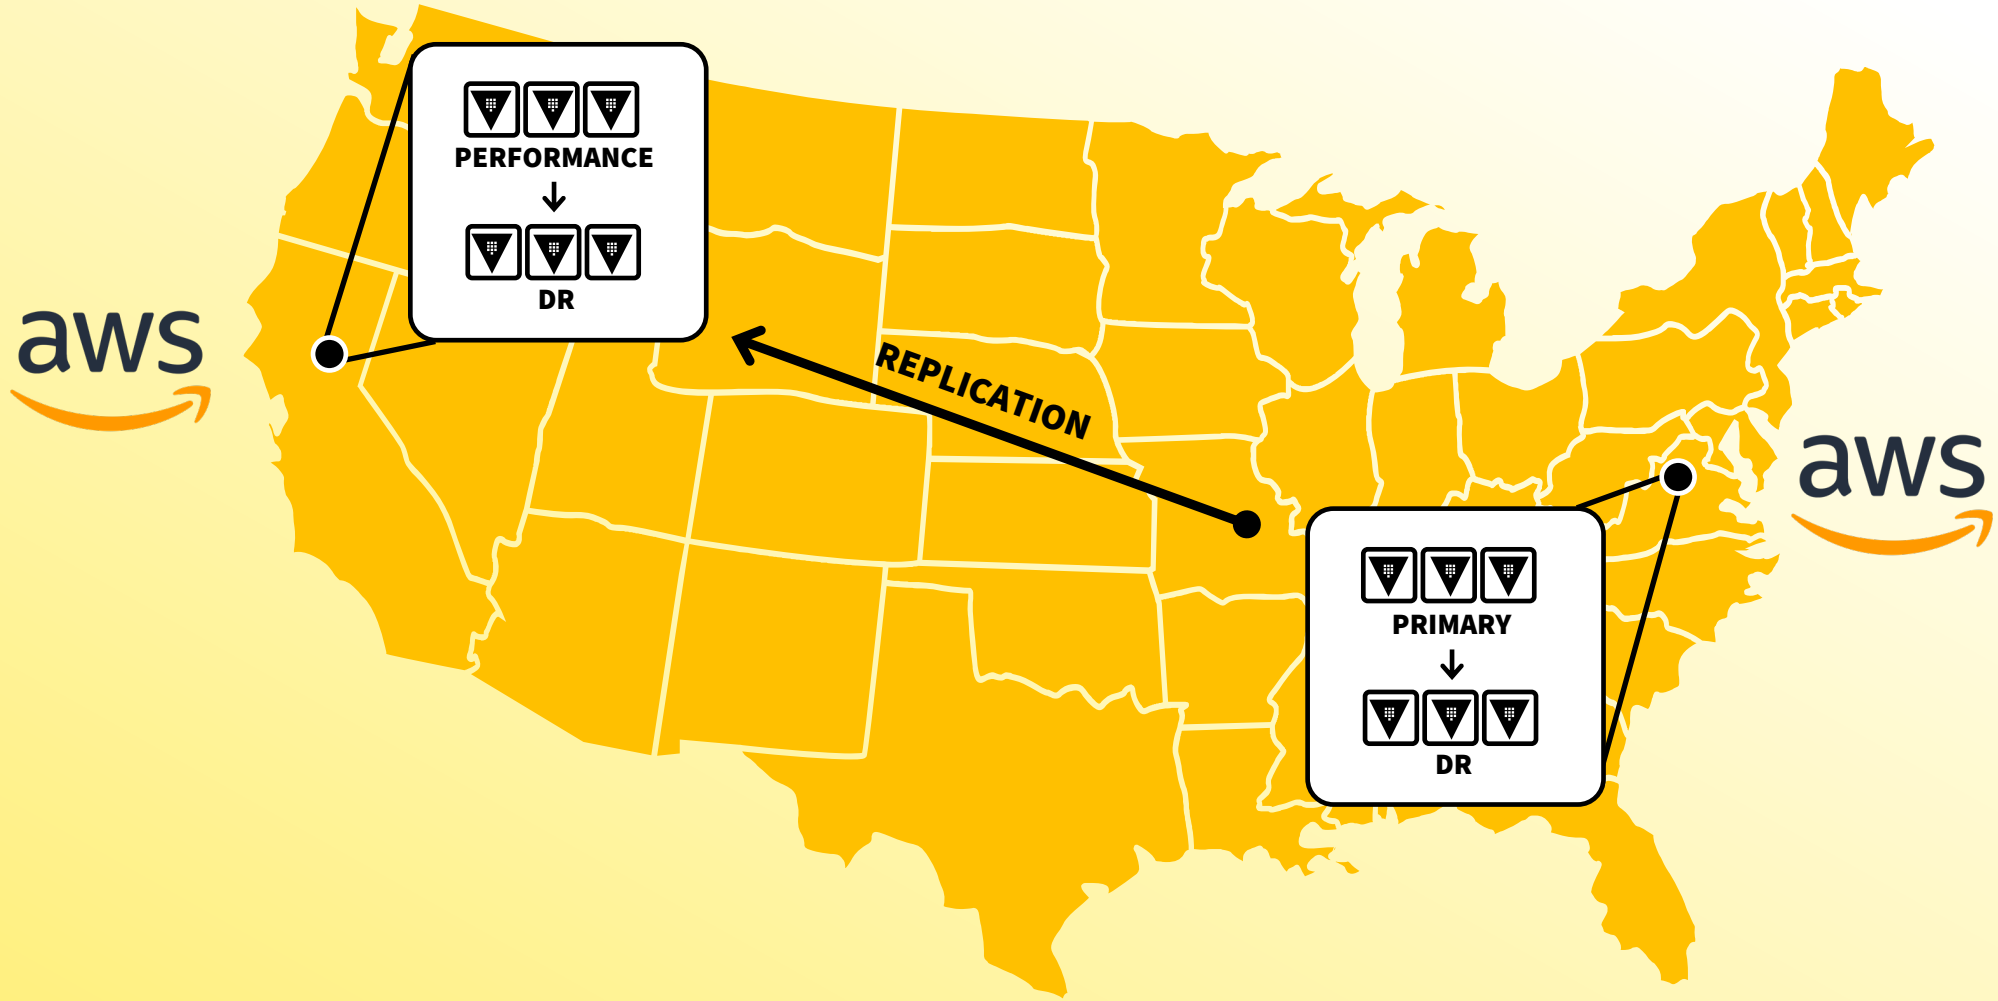 PERFORMANCE
DR
aws
REPLICATION
aws
PRIMARY
DR